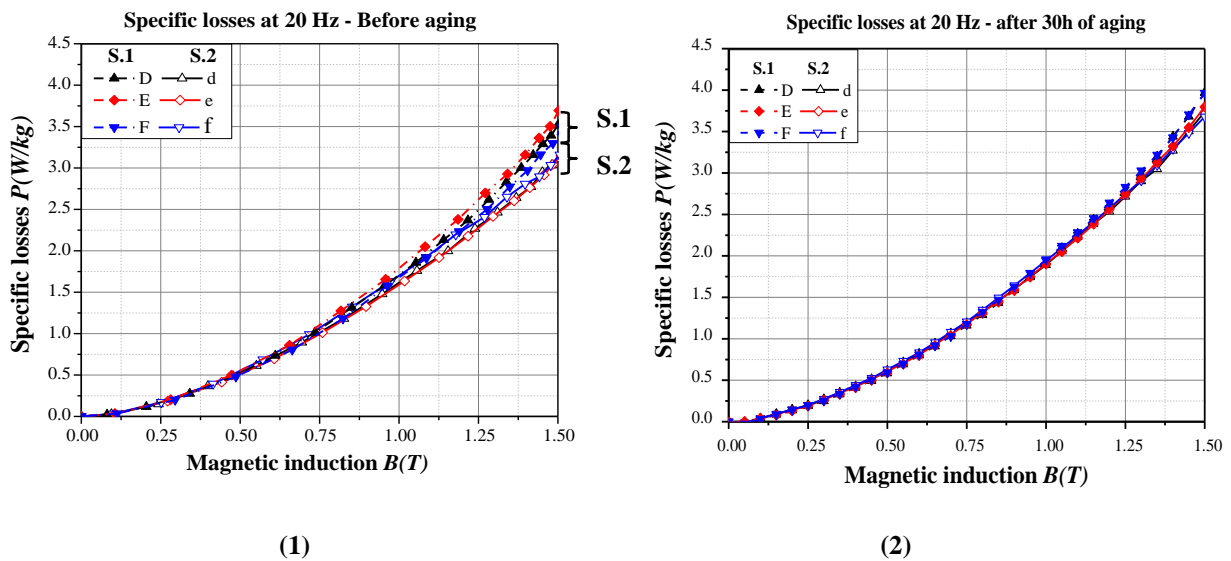 Specific losses at 20 Hz - Before aging
Specific losses P(W/kg)
4.5
4.0
3.5
3.0
2.5
2.0
1.5
1.0
0.5
0.0
S.1 S.2
D d
E e
F f
S.1
S.2
0.00 0.25 0.50 0.75 1.00 1.25 1.50
Magnetic induction B(T)
(1)
Specific losses at 20 Hz - after 30h of aging
Specific losses P(W/kg)
4.5
4.0
3.5
3.0
2.5
2.0
1.5
1.0
0.5
0.0
S.1 S.2
D d
E e
F f
0.00 0.25 0.50 0.75 1.00 1.25 1.50
Magnetic induction B(T)
(2)